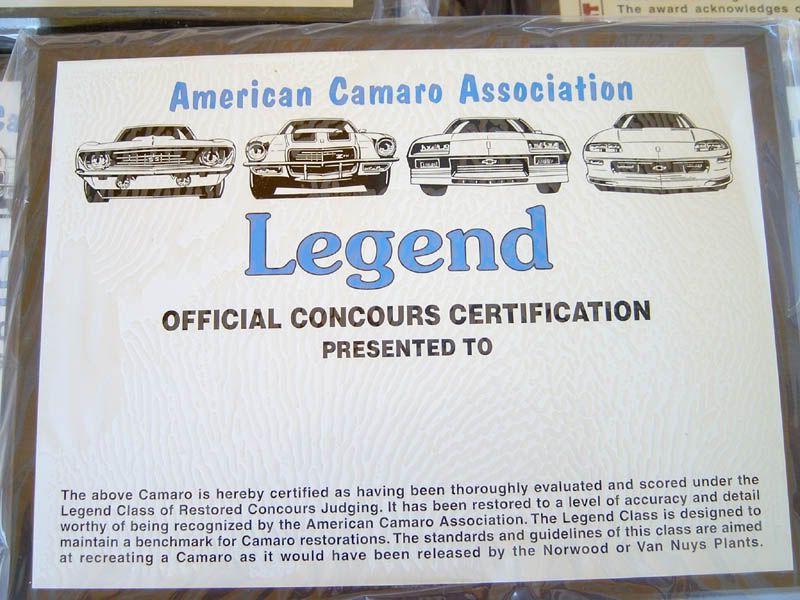 The award acknowledges
American Camaro Association
Legend
OFFICIAL CONCOURS CERTIFICATION
PRESENTED TO
The above Camaro is hereby certified as having been thoroughly evaluated and scored under the
Legend Class of Restored Concours Judging. It has been restored to a level of accuracy and detail
worthy of being recognized by the American Camaro Association. The Legend Class is designed to
maintain a benchmark for Camaro restorations. The standards and guidelines of this class are aimed
at recreating a Camaro as it would have been released by the Norwood or Van Nuys Plants.